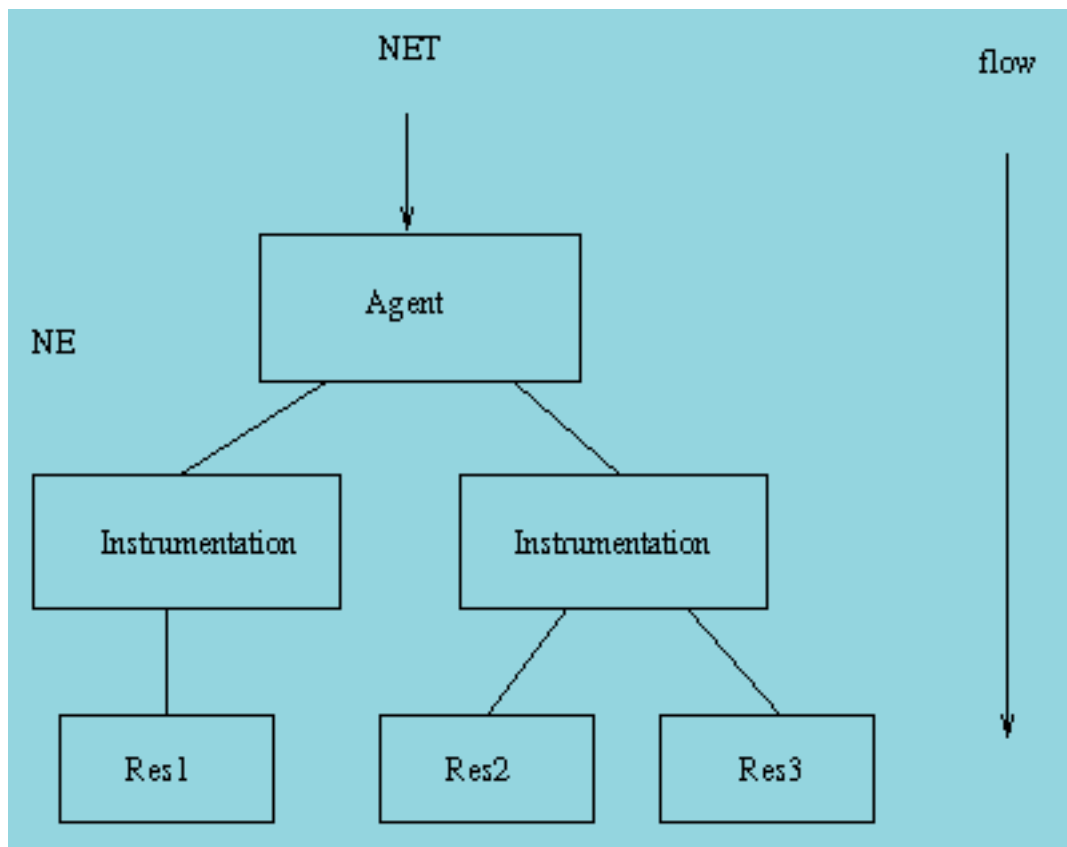 NET
flow
Agent
NE
Instrumentation
Instrumentation
Res1
Res2
Res3